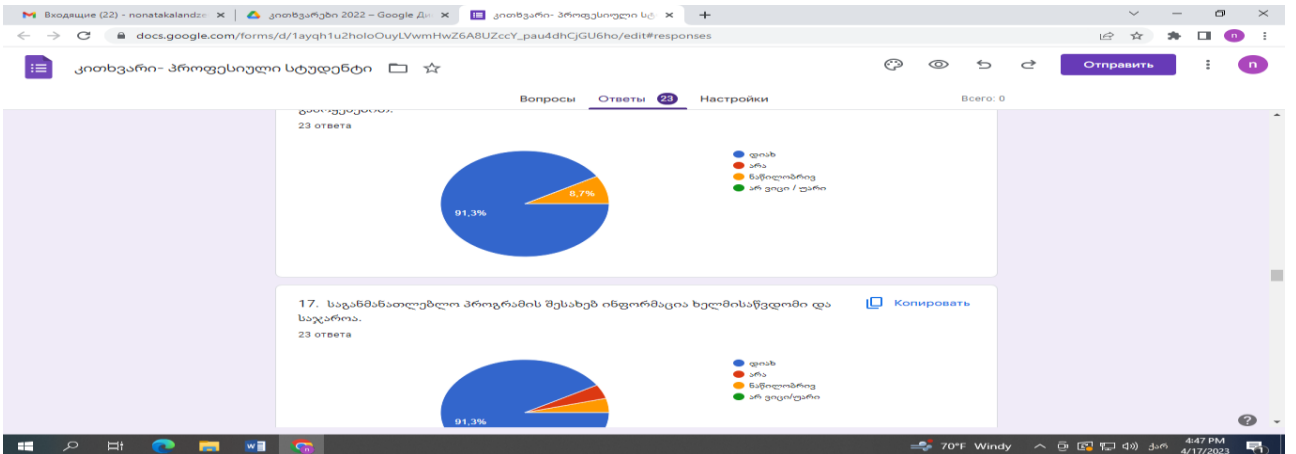 Входящие (22) - nonatakalandze
კითხვარები 2022 – Google Ди
კითხვარი- პროფესიული სტ
docs.google.com/forms/d/1ayqh1u2holoOuyLVwmHwZ6A8UZccY_pau4dhCjGU6ho/edit#responses
კითხვარი- პროფესიული სტუდენტი
Отправить
n
Вопросы Ответы 23 Настройки
Всего: 0
23 ответа
დიახ
არა
ნაწილობრივ
არ ვიცი / უარი
8,7%
91,3%
17. საგანმანათლებლო პროგრამის შესახებ ინფორმაცია ხელმისაწვდომი და
საჯაროა.
Копировать
23 ответа
დიახ
არა
ნაწილობრივ
არ ვიცი/უარი
91,3%
70°F Windy
ქარ
4:47 PM
4/17/2023